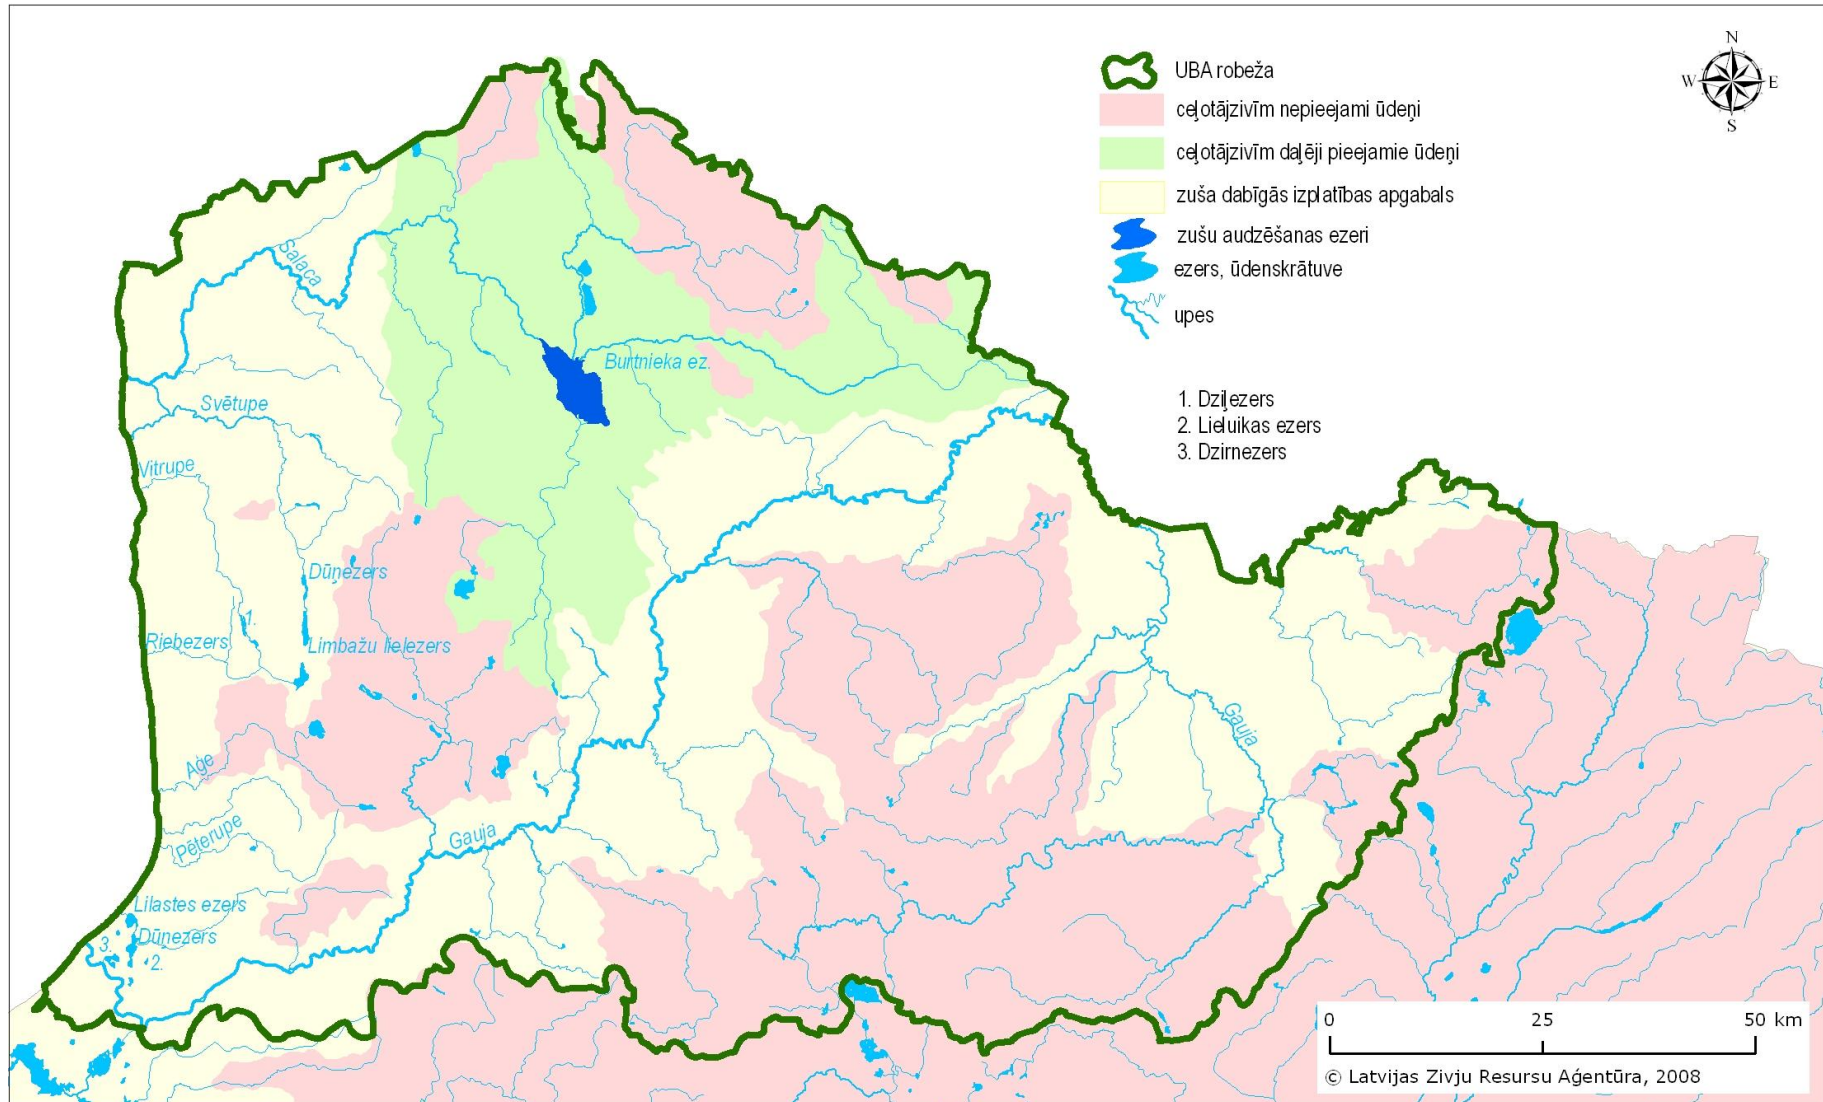 N
W E
S
UBA robeža
ceļotājzivīm nepieejami ūdeņi
ceļotājzivīm daļēji pieejamie ūdeņi
zuša dabīgās izplatības apgabals
zušu audzēšanas ezeri
ezers, ūdenskrātuve
upes
1. Dziļezers
2. Lieluikas ezers
3. Dzirnezers
Salaca
Burtnieka ez.
Svētupe
Vitrupe
Dūņezers
1.
Riebezers
Limbažu lielezers
Gauja
Aģe
Pēterupe
Gauja
Lilastes ezers
Dūņezers
3.
2.
0 25 50 km
© Latvijas Zivju Resursu Aģentūra, 2008